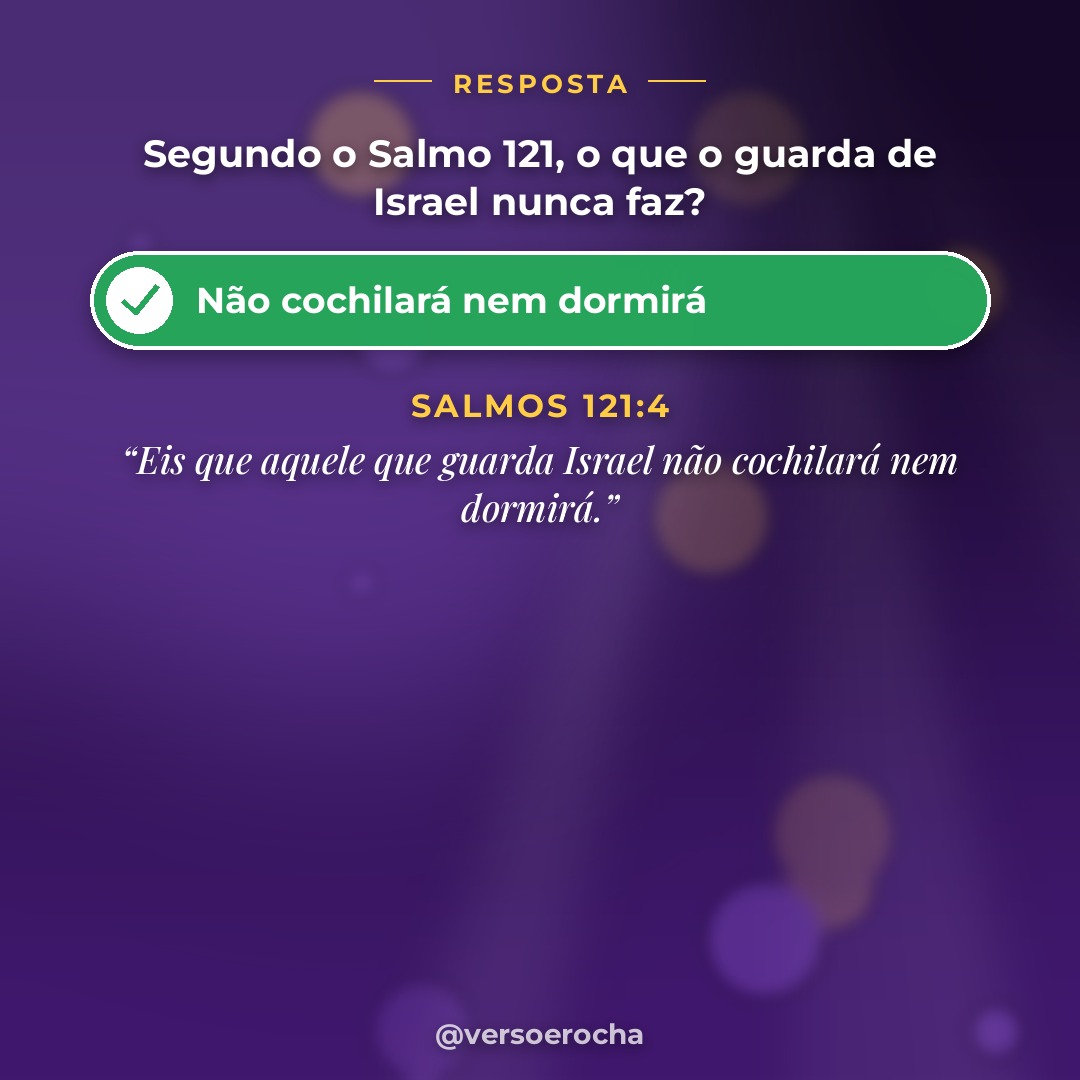 RESPOSTA
Segundo o Salmo 121, o que o guarda de
Israel nunca faz?
Não cochilará nem dormirá
SALMOS 121:4
“Eis que aquele que guarda Israel não cochilará nem
dormirá.”
@versoerocha